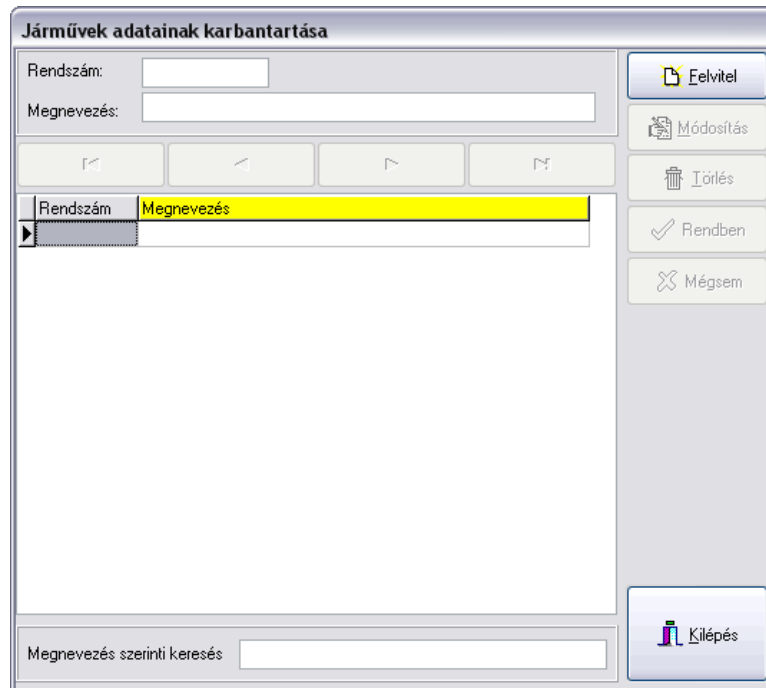 Járművek adatainak karbantartása
Rendszám:
Megnevezés:
Felvitel
Módosítás
Törlés
Rendben
Mégsem
Rendszám Megnevezés
Megnevezés szerinti keresés
Kilépés